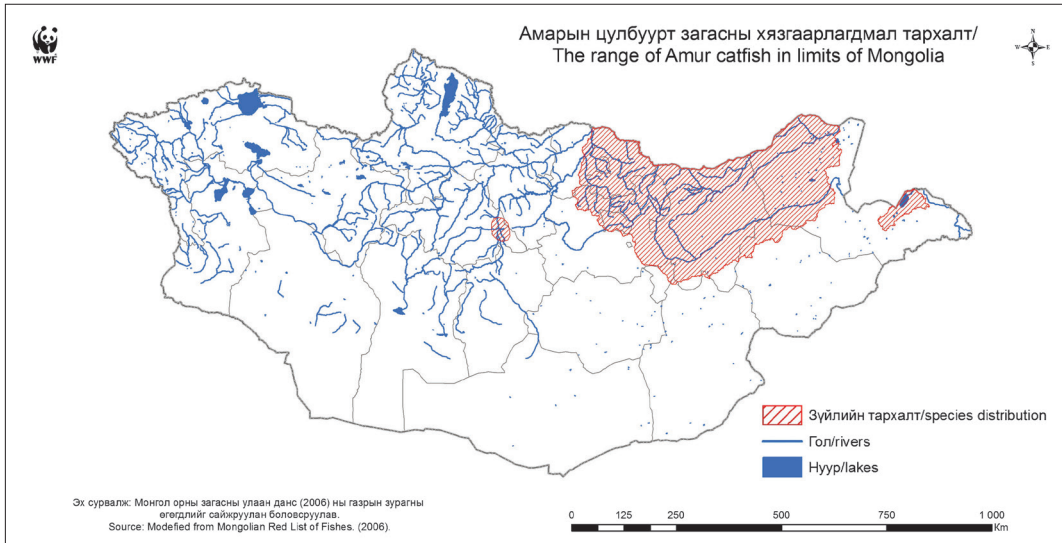 WWF
Амарын цулбуурт загасны хязгаарлагдмал тархалт/
The range of Amur catfish in limits of Mongolia
N
W E
S
Зүйлийн тархалт/species distribution
Гол/rivers
Нуур/lakes
Эх сурвалж: Монгол орны загасны улаан данс (2006) ны газрын зурагны
өгөгдлийг сайжруулан боловсруулав.
Source: Modefied from Mongolian Red List of Fishes. (2006).
0 125 250 500 750 1 000
Km